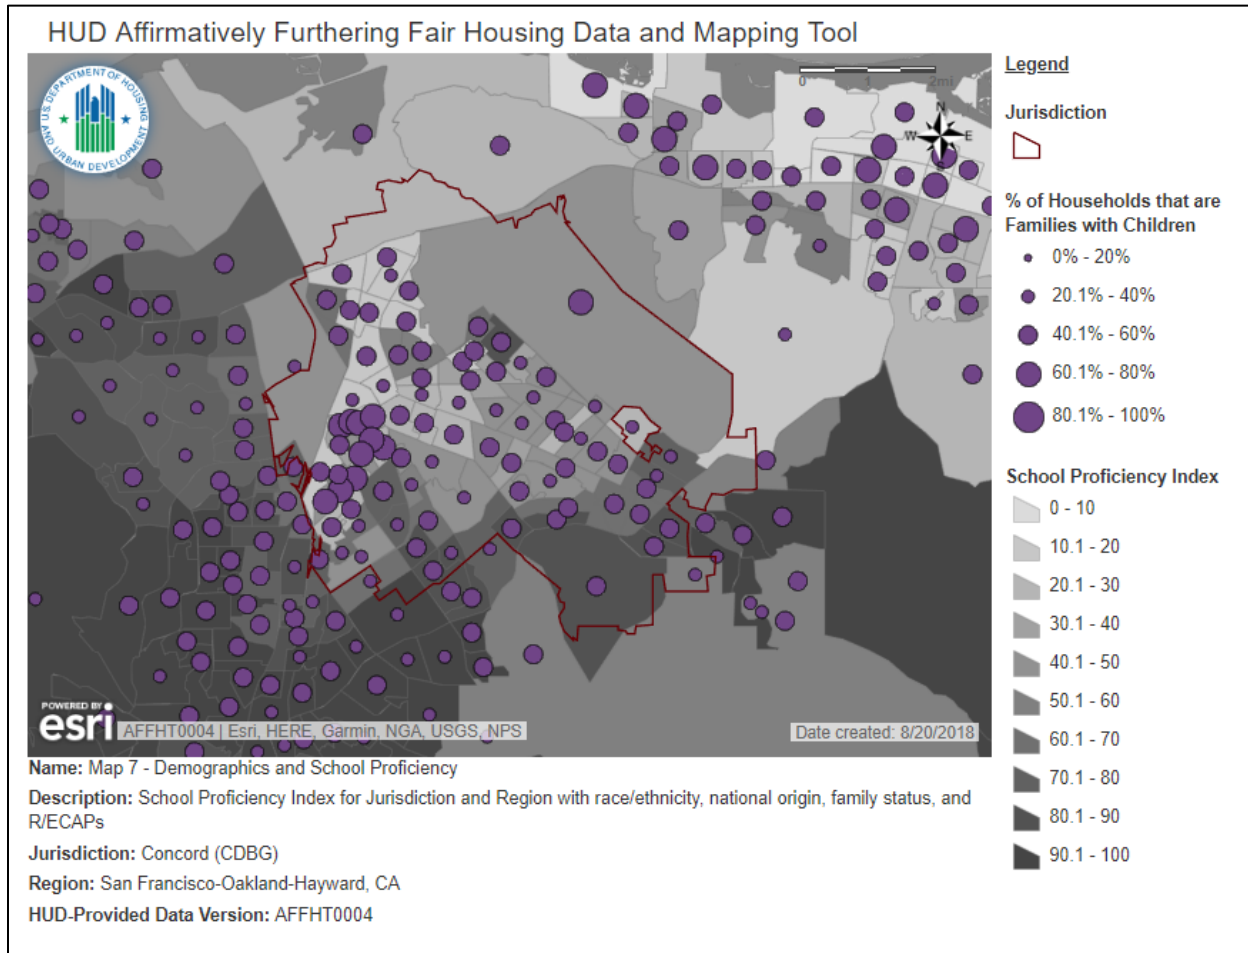 HUD Affirmatively Furthering Fair Housing Data and Mapping Tool
U.S. DEPARTMENT OF HOUSING
AND URBAN DEVELOPMENT
0 1 2mi
N
W E
S
Legend
Jurisdiction
% of Households that are
Families with Children
0% - 20%
20.1% - 40%
40.1% - 60%
60.1% - 80%
80.1% - 100%
School Proficiency Index
0 - 10
10.1 - 20
20.1 - 30
30.1 - 40
40.1 - 50
50.1 - 60
60.1 - 70
70.1 - 80
80.1 - 90
90.1 - 100
POWERED BY
esri
AFFHT0004 | Esri, HERE, Garmin, NGA, USGS, NPS
Date created: 8/20/2018
Name: Map 7 - Demographics and School Proficiency
Description: School Proficiency Index for Jurisdiction and Region with race/ethnicity, national origin, family status, and
R/ECAPs
Jurisdiction: Concord (CDBG)
Region: San Francisco-Oakland-Hayward, CA
HUD-Provided Data Version: AFFHT0004